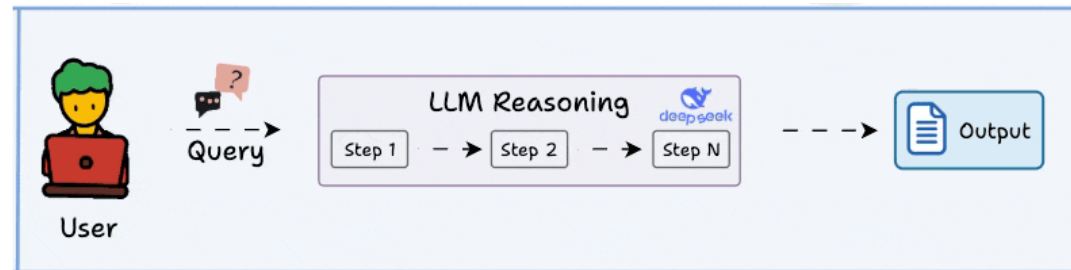 ?
LLM Reasoning
deepseek
Query
Step 1
Step 2
Step N
Output
User